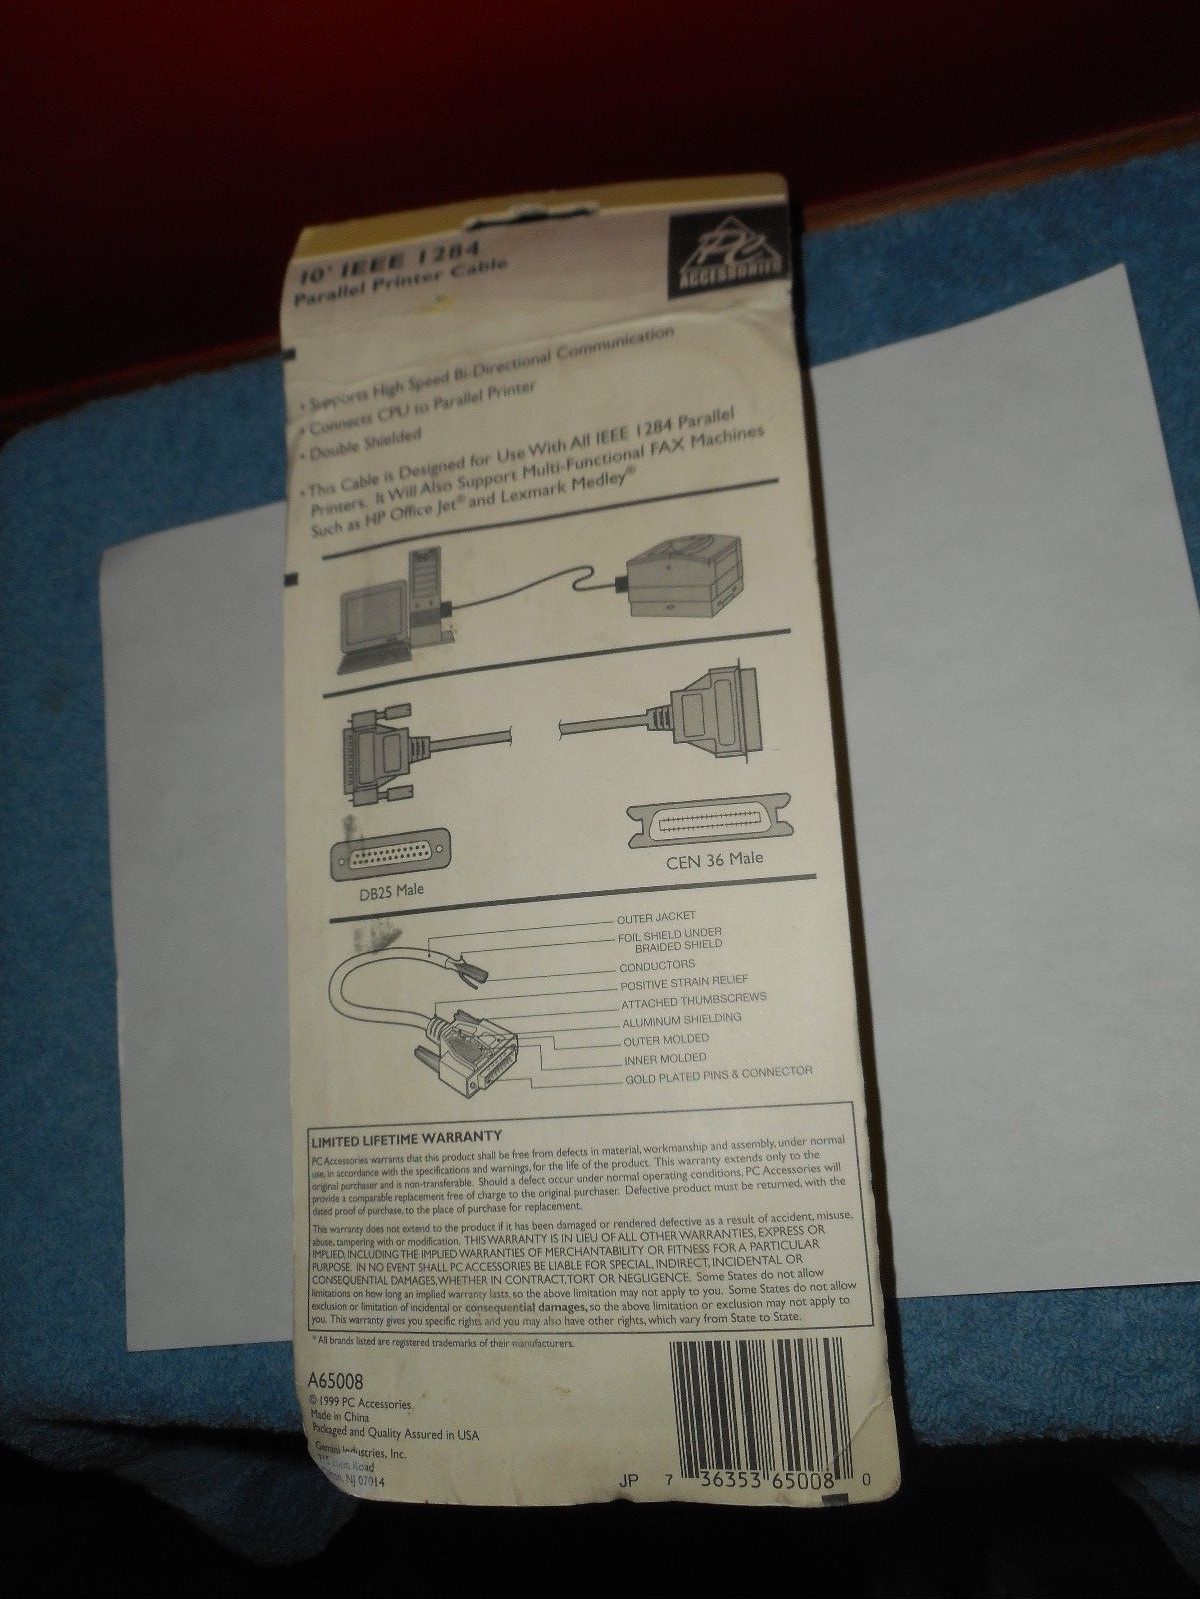 10' IEEE 1284
Parallel Printer Cable
PC
ACCESSORIES
• Supports High Speed Bi-Directional Communication
• Connects CPU to Parallel Printer
• Double Shielded
• This Cable is Designed for Use With All IEEE 1284 Parallel
Printers. It Will Also Support Multi-Functional FAX Machines
Such as HP Office Jet® and Lexmark Medley®
DB25 Male
CEN 36 Male
OUTER JACKET
FOIL SHIELD UNDER
BRAIDED SHIELD
CONDUCTORS
POSITIVE STRAIN RELIEF
ATTACHED THUMBSCREWS
ALUMINUM SHIELDING
OUTER MOLDED
INNER MOLDED
GOLD PLATED PINS & CONNECTOR
LIMITED LIFETIME WARRANTY
PC Accessories warrants that this product shall be free from defects in material, workmanship and assembly, under normal
use, in accordance with the specifications and warnings, for the life of the product. This warranty extends only to the
original purchaser and is non-transferable. Should a defect occur under normal operating conditions, PC Accessories will
provide a comparable replacement free of charge to the original purchaser. Defective product must be returned, with the
dated proof of purchase, to the place of purchase for replacement.
This warranty does not extend to the product if it has been damaged or rendered defective as a result of accident, misuse,
abuse, tampering with or modification. THIS WARRANTY IS IN LIEU OF ALL OTHER WARRANTIES, EXPRESS OR
IMPLIED, INCLUDING THE IMPLIED WARRANTIES OF MERCHANTABILITY OR FITNESS FOR A PARTICULAR
PURPOSE. IN NO EVENT SHALL PC ACCESSORIES BE LIABLE FOR SPECIAL, INDIRECT, INCIDENTAL OR
CONSEQUENTIAL DAMAGES, WHETHER IN CONTRACT, TORT OR NEGLIGENCE. Some States do not allow
limitations on how long an implied warranty lasts, so the above limitation may not apply to you. Some States do not allow
exclusion or limitation of incidental or consequential damages, so the above limitation or exclusion may not apply to
you. This warranty gives you specific rights and you may also have other rights, which vary from State to State.
* All brands listed are registered trademarks of their manufacturers.
A65008
© 1999 PC Accessories
Made in China
Packaged and Quality Assured in USA
Gemini Industries, Inc.
Road
NJ 07014
JP 7 36353 65008 0